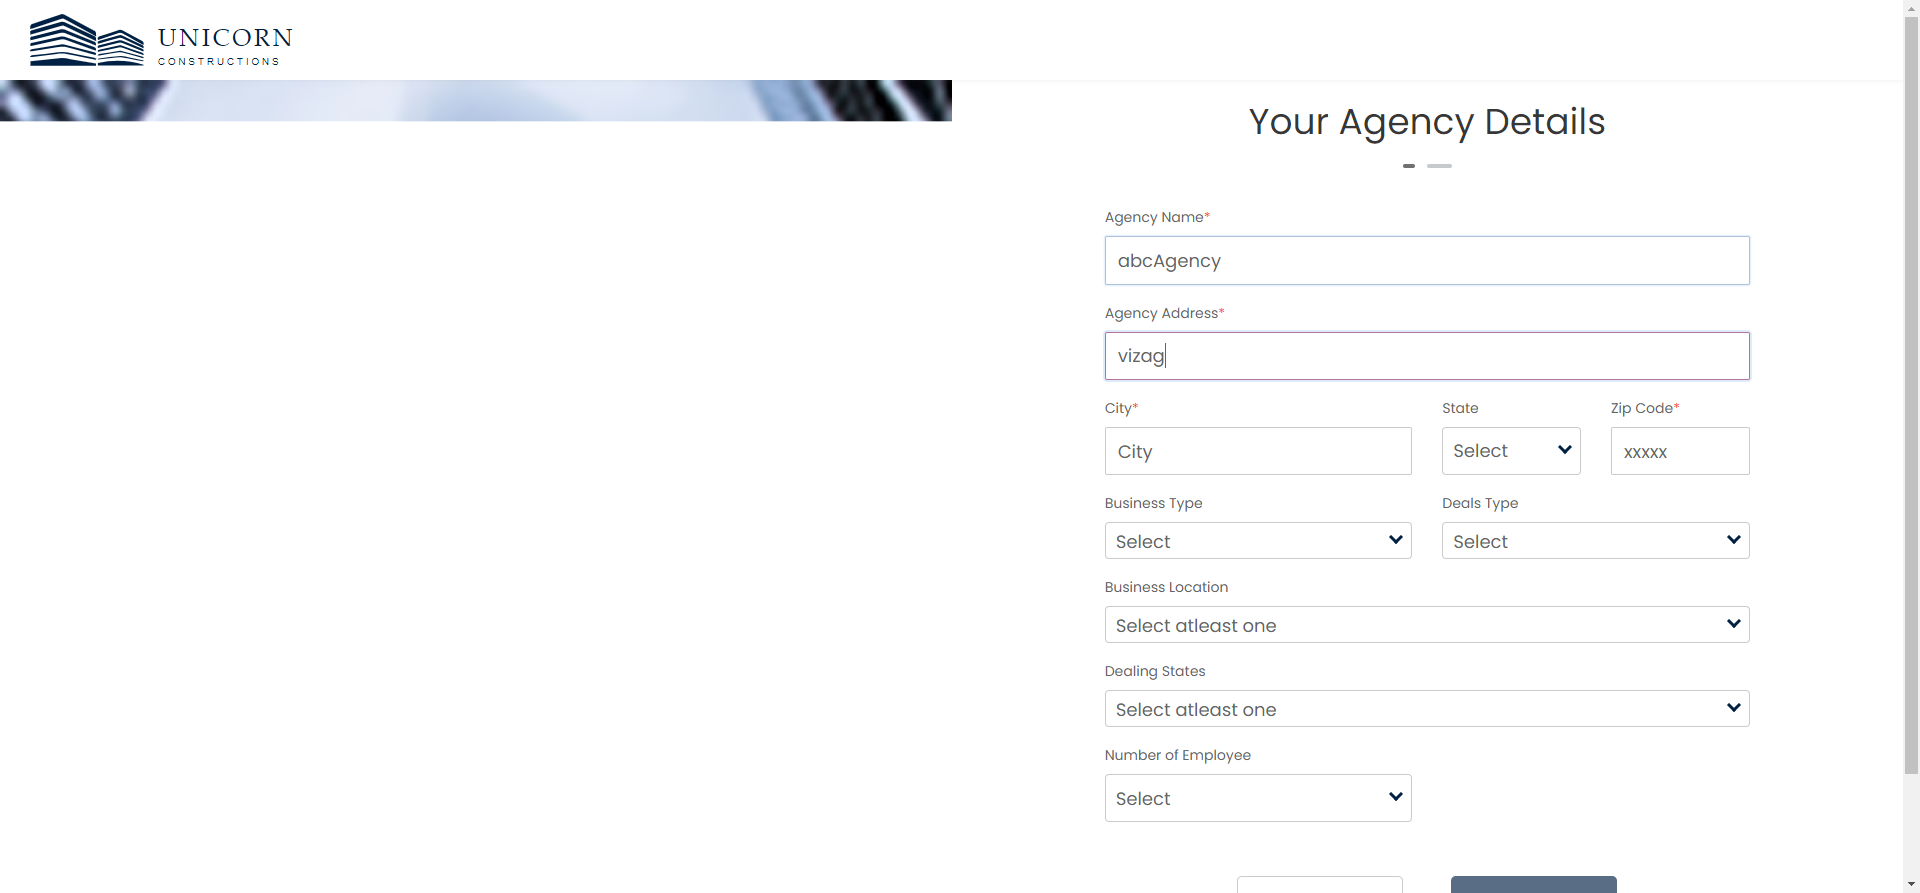 UNICORN
CONSTRUCTIONS
Your Agency Details
Agency Name*
abcAgency
Agency Address*
vizag
City* State Zip Code*
City Select xxxxx
Business Type Deals Type
Select Select
Business Location
Select atleast one
Dealing States
Select atleast one
Number of Employee
Select